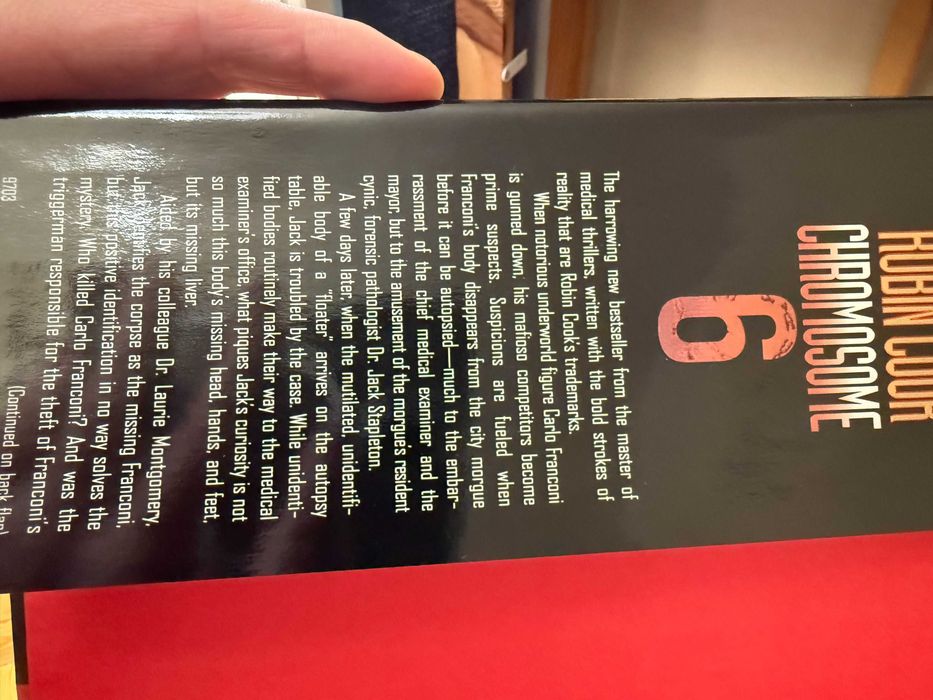 ROBIN COOK
CHROMOSOME
6
The harrowing new bestseller from the master of
medical thrillers, written with the bold strokes of
reality that are Robin Cook's trademarks.
When notorious underworld figure Carlo Franconi
is gunned down, his mafioso competitors become
prime suspects. Suspicions are fueled when
Franconi's body disappears from the city morgue
before it can be autopsied—much to the embar-
rassment of the chief medical examiner and the
mayor, but to the amusement of the morgue's resident
cynic, forensic pathologist Dr. Jack Stapleton.
A few days later, when the mutilated, unidentifi-
able body of a "floater" arrives on the autopsy
table, Jack is troubled by the case. While unidenti-
fied bodies routinely make their way to the medical
examiner's office, what piques Jack's curiosity is not
so much this body's missing head, hands, and feet,
but its missing liver.
Aided by his colleague Dr. Laurie Montgomery,
Jack identifies the corpse as the missing Franconi,
but this positive identification in no way solves the
mystery. Who killed Carlo Franconi? And was the
triggerman responsible for the theft of Franconi's
(Continued on back flap)
9703